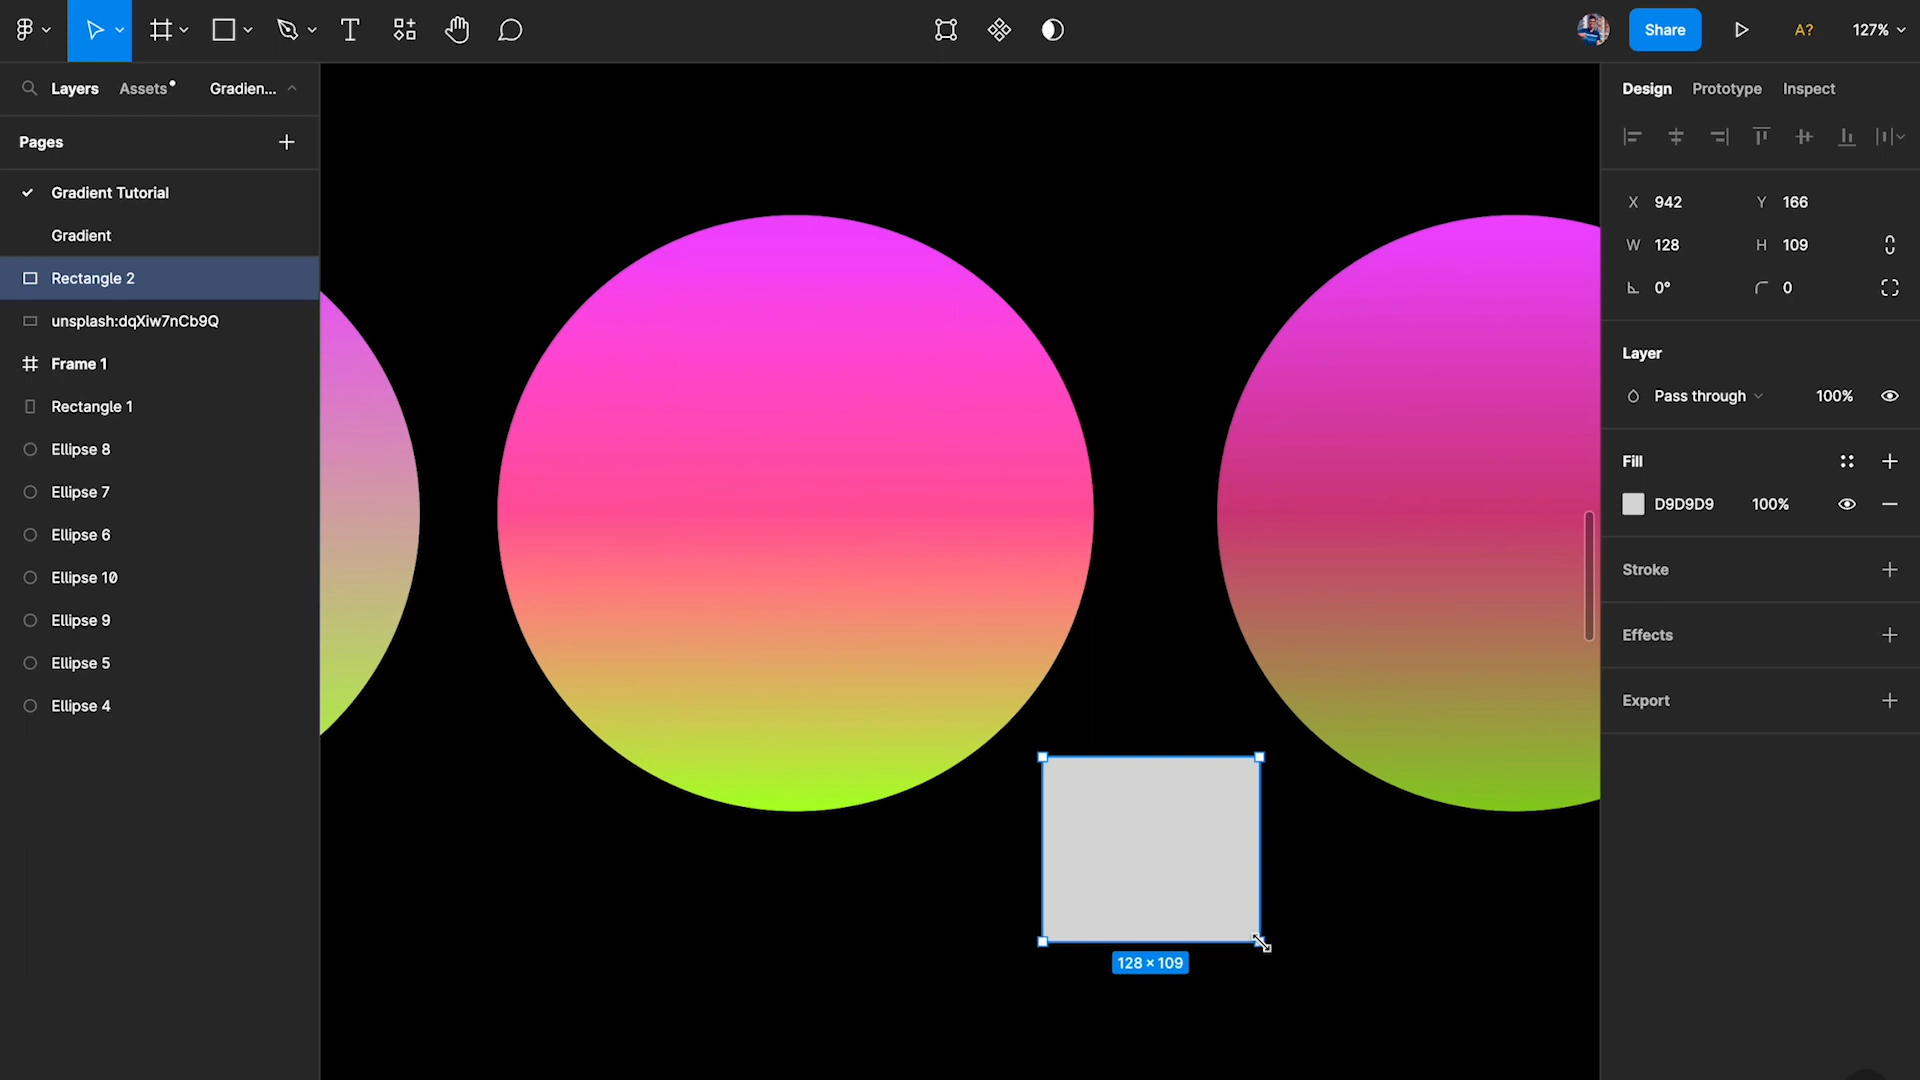 Share
A?
127%
Layers
Assets
Gradien...
Pages
Gradient Tutorial
Gradient
Rectangle 2
unsplash:dqXiw7nCb9Q
Frame 1
Rectangle 1
Ellipse 8
Ellipse 7
Ellipse 6
Ellipse 10
Ellipse 9
Ellipse 5
Ellipse 4
128 × 109
Design Prototype Inspect
X 942 Y 166
W 128 H 109
0° 0
Layer
Pass through 100%
Fill
D9D9D9 100%
Stroke
Effects
Export